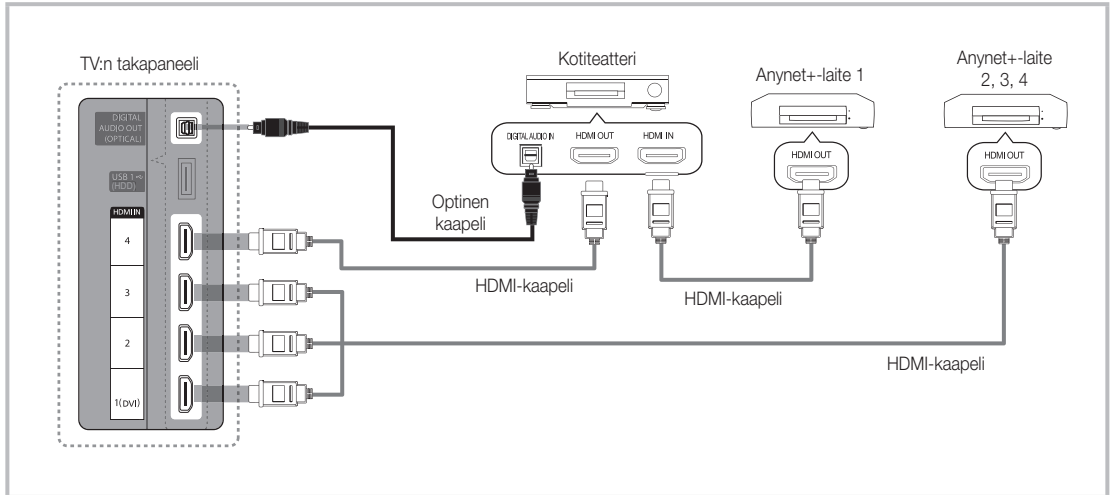 TV:n takapaneeli
Kotiteatteri
Anynet+-laite 1
Anynet+-laite
2, 3, 4
DIGITAL
AUDIO OUT
(OPTICAL)
USB 1
(HDD)
HDMI IN
4
3
2
1(DVI)
DIGITAL AUDIO IN
HDMI OUT
HDMI IN
HDMI OUT
HDMI OUT
Optinen
kaapeli
HDMI-kaapeli
HDMI-kaapeli
HDMI-kaapeli